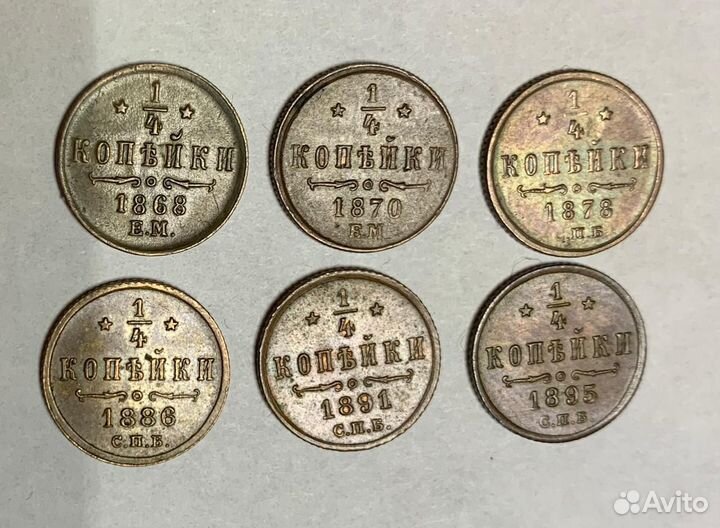 1
4
КОПѢЙКИ
1868
Е.М.
1
4
КОПѢЙКИ
1870
Е.М
1
4
КОПѢЙКИ
1878
.П.Б
1
4
КОПѢЙКИ
1886
С.П.Б.
1
4
КОПѢЙКИ
1891
С.П.Б.
1
4
КОПѢЙКИ
1895
С.П.Б.
Avito